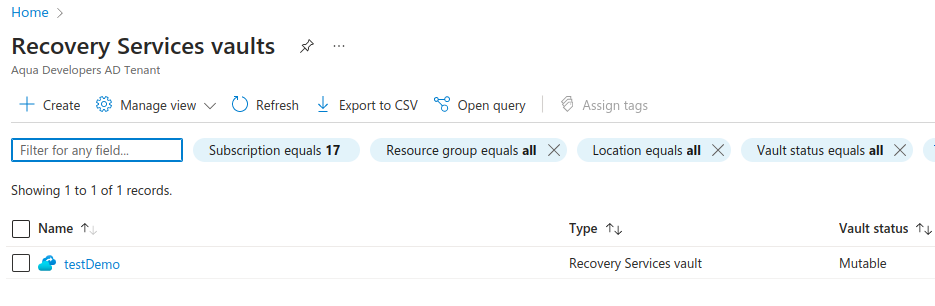 Home
Recovery Services vaults ...
Aqua Developers AD Tenant
Create Manage view Refresh Export to CSV Open query Assign tags
Filter for any field... Subscription equals 17 Resource group equals all Location equals all Vault status equals all
Showing 1 to 1 of 1 records.
Name Type Vault status
testDemo Recovery Services vault Mutable